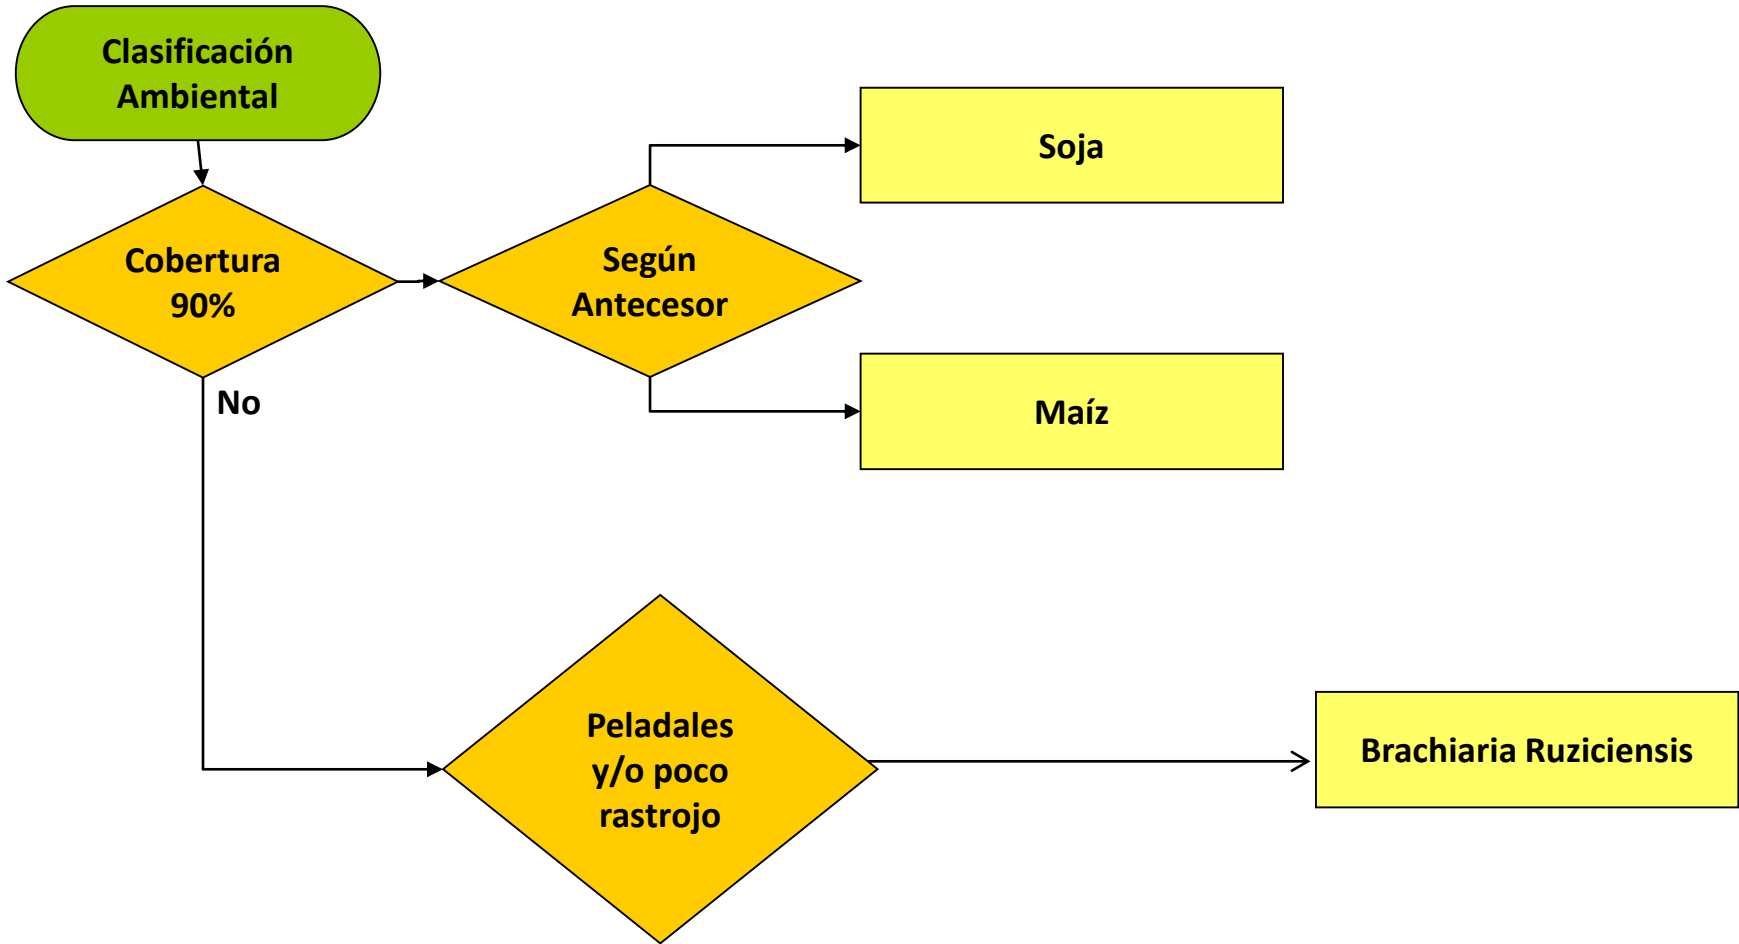 Clasificación
Ambiental
Cobertura
90%
No
Según
Antecesor
Soja
Maíz
Peladales
y/o poco
rastrojo
Brachiaria Ruziciensis